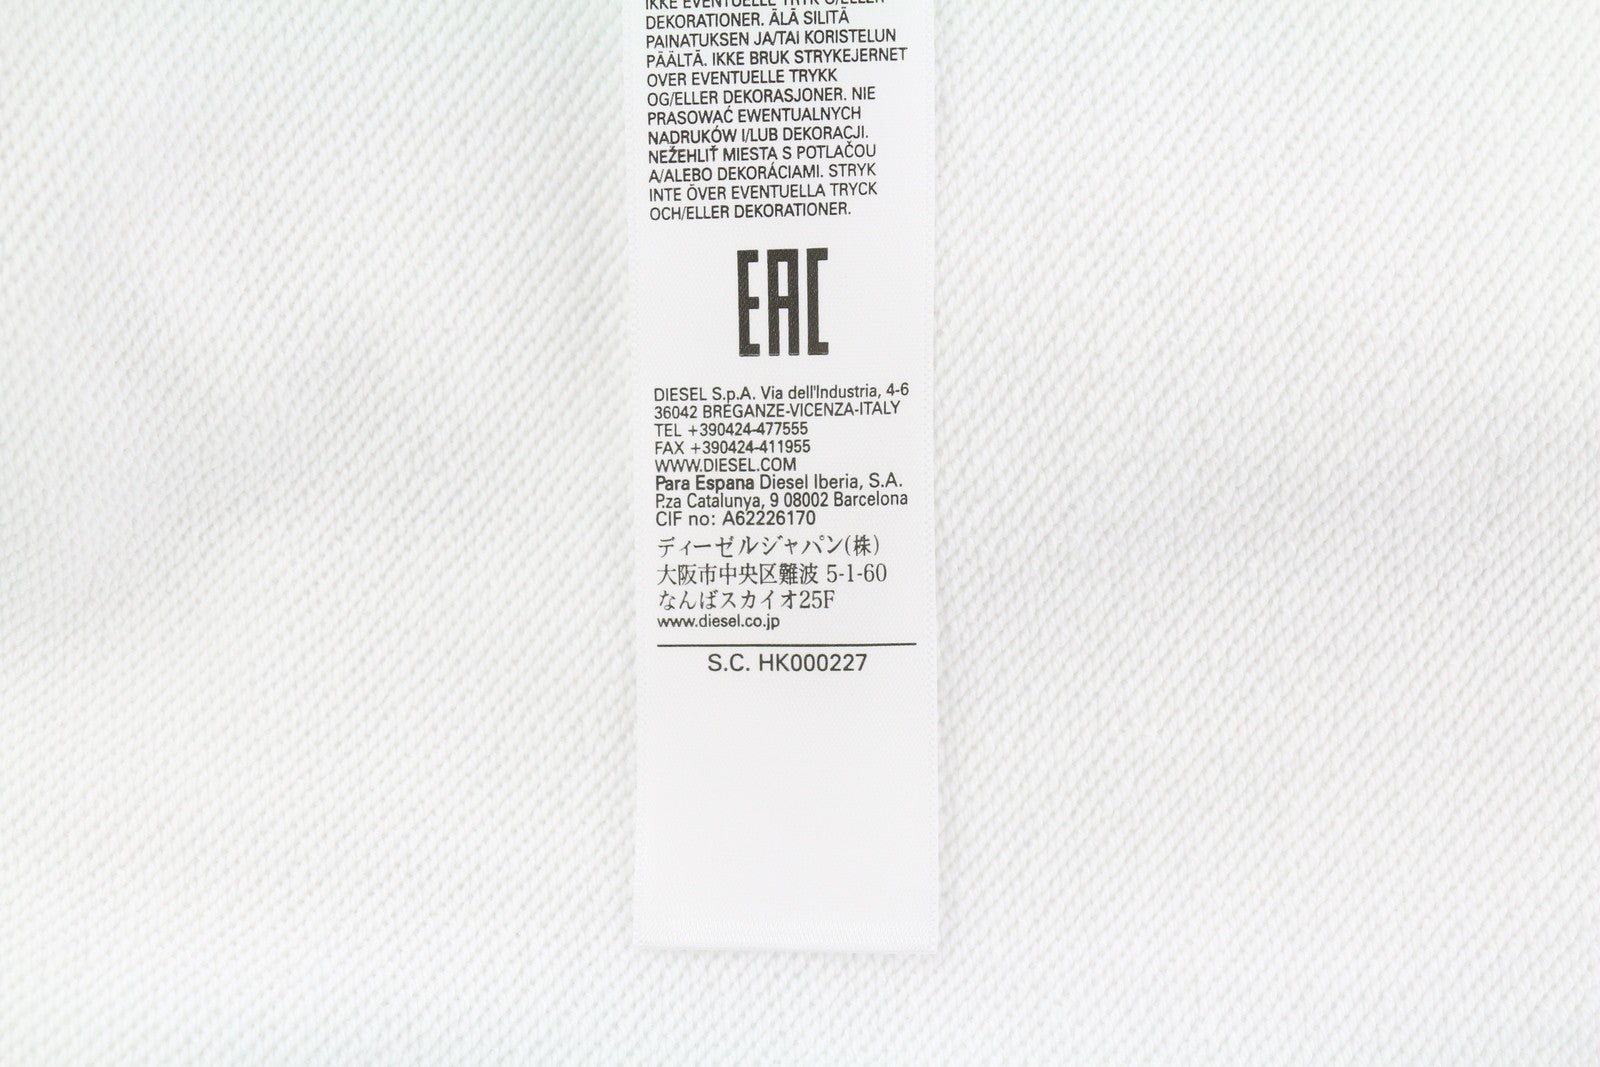 IKKE EVENTUELLE TRYK O/ELLER
DEKORATIONER. ÄLÄ SILITÄ
PAINATUKSEN JA/TAI KORISTELUN
PÄÄLTÄ. IKKE BRUK STRYKEJERNET
OVER EVENTUELLE TRYKK
OG/ELLER DEKORASJONER. NIE
PRASOWAĆ EWENTUALNYCH
NADRUKÓW I/LUB DEKORACJI.
NEŽEHLIŤ MIESTA S POTLAČOU
A/ALEBO DEKORÁCIAMI. STRYK
INTE ÖVER EVENTUELLA TRYCK
OCH/ELLER DEKORATIONER.
EAC
DIESEL S.p.A. Via dell'Industria, 4-6
36042 BREGANZE-VICENZA-ITALY
TEL +390424-477555
FAX +390424-411955
WWW.DIESEL.COM
Para Espana Diesel Iberia, S.A.
P.za Catalunya, 9 08002 Barcelona
CIF no: A62226170
ディーゼルジャパン(株)
大阪市中央区難波 5-1-60
なんばスカイオ25F
www.diesel.co.jp
S.C. HK000227